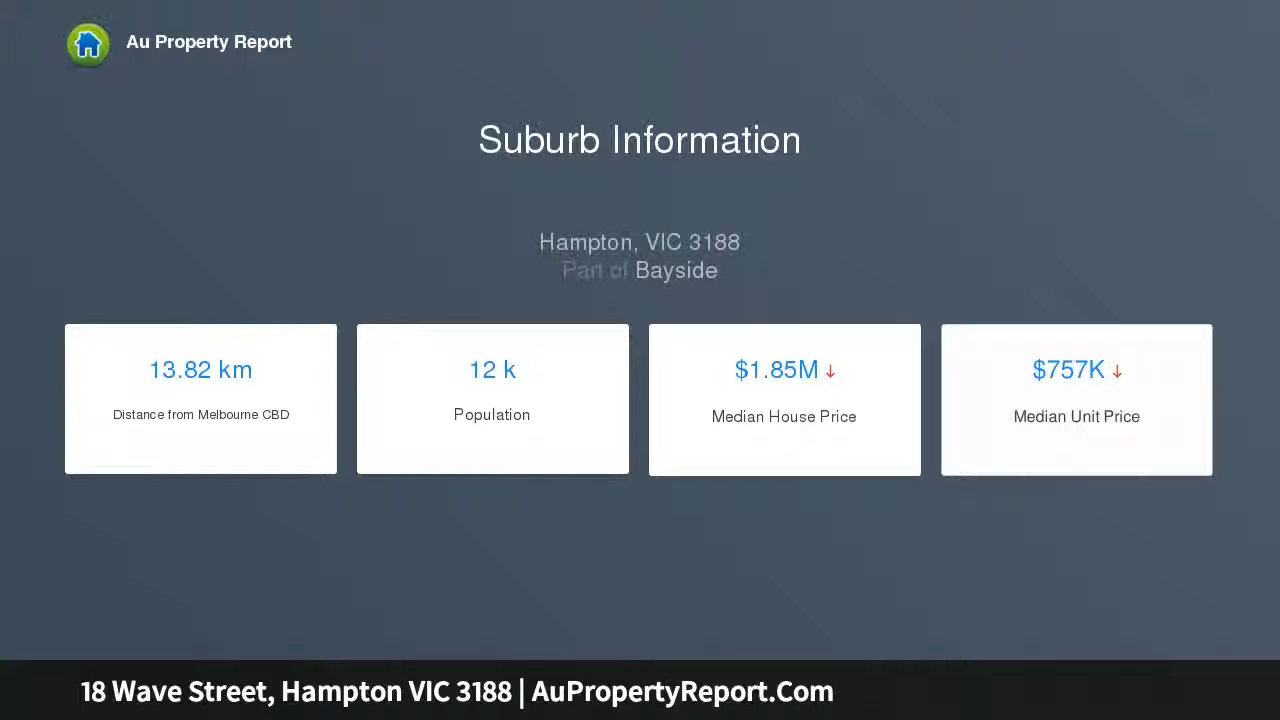 Au Property Report
Suburb Information
Hampton, VIC 3188
Part of Bayside
13.82 km
Distance from Melbourne CBD
12 k
Population
$1.85M ↓
Median House Price
$757K ↓
Median Unit Price
18 Wave Street, Hampton VIC 3188 | AuPropertyReport.Com